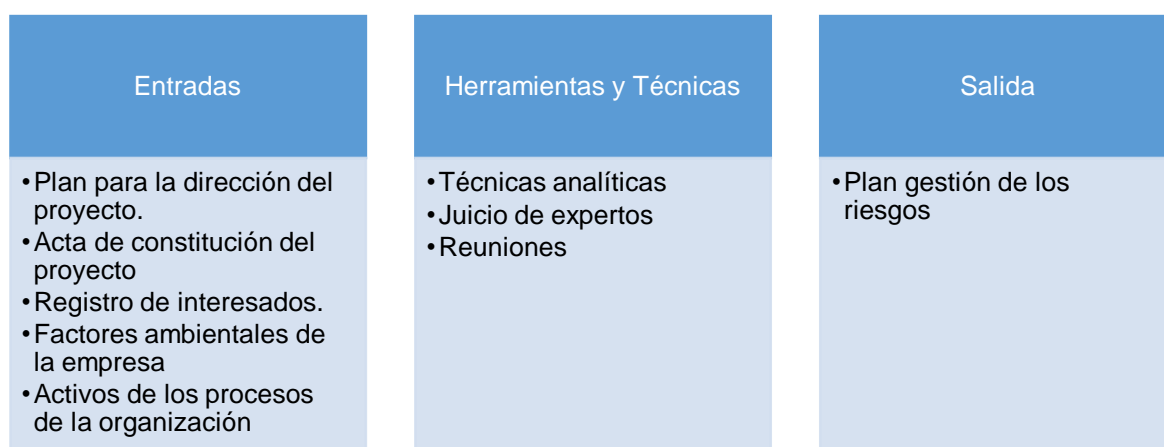 Entradas
•Plan para la dirección del
proyecto.
•Acta de constitución del
proyecto
•Registro de interesados.
•Factores ambientales de
la empresa
•Activos de los procesos
de la organización
Herramientas y Técnicas
•Técnicas analíticas
•Juicio de expertos
•Reuniones
Salida
•Plan gestión de los
riesgos